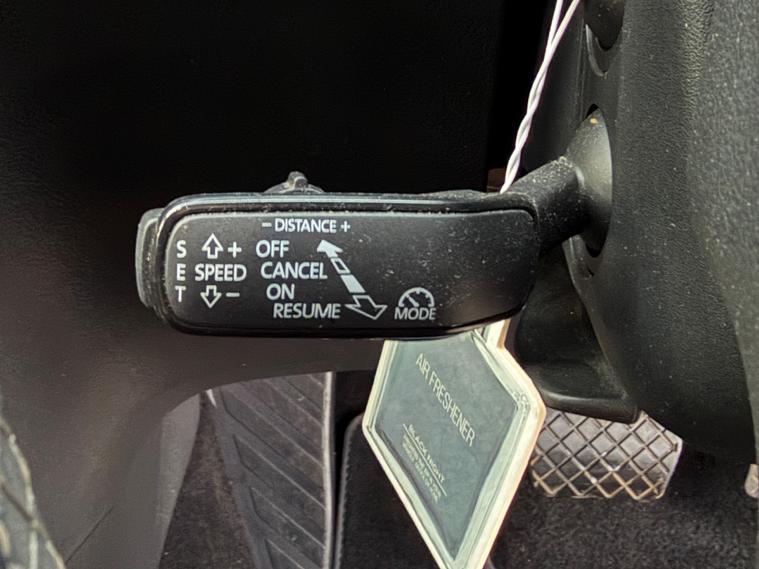 - DISTANCE +
S + OFF
E SPEED CANCEL
T - ON
RESUME MODE
AIR FRESHENER
BLACK NIGHT